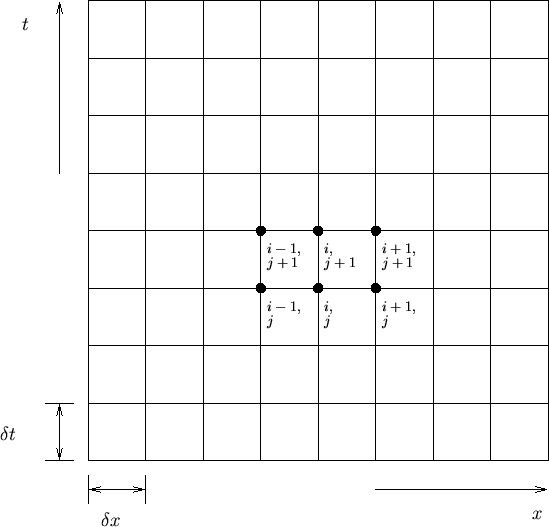 t
i − 1,
j + 1
i,
j + 1
i + 1,
j + 1
i − 1,
j
i,
j
i + 1,
j
δt
δx
x